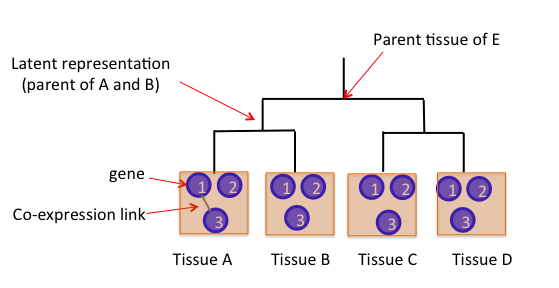 Parent tissue of E
Latent representation
(parent of A and B)
gene
Co-expression link
1 2
3
1 2
3
1 2
3
1 2
3
Tissue A
Tissue B
Tissue C
Tissue D